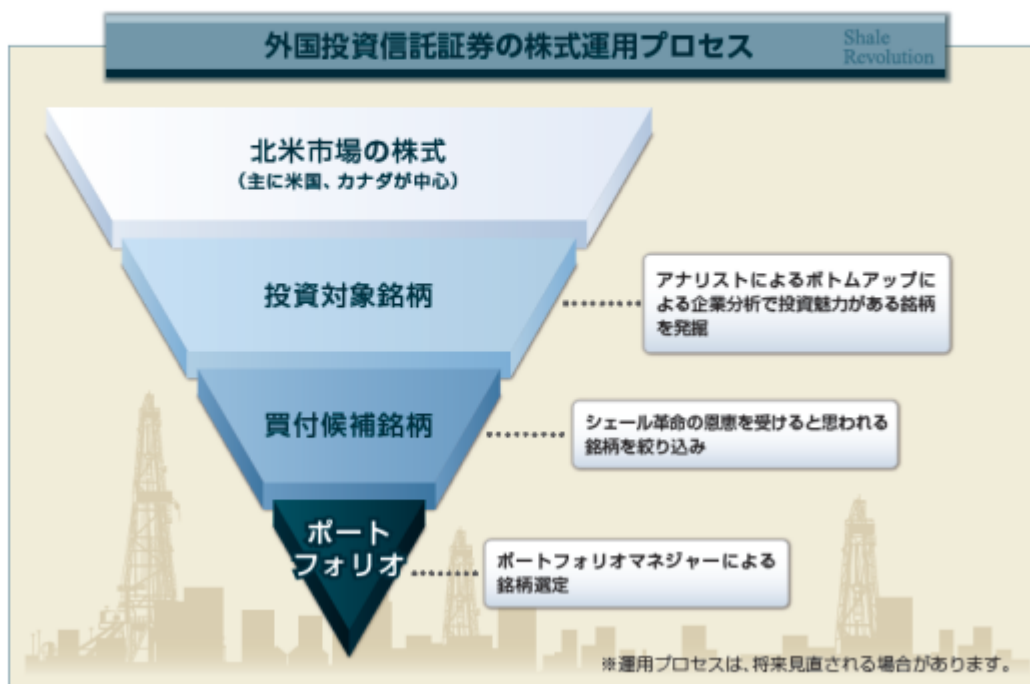 外国投資信託証券の株式運用プロセス
Shale
Revolution
北米市場の株式
(主に米国、カナダが中心)
投資対象銘柄
アナリストによるボトムアップに
よる企業分析で投資魅力がある銘柄
を発掘
買付候補銘柄
シェール革命の恩恵を受けると思われる
銘柄を絞り込み
ポート
フォリオ
ポートフォリオマネジャーによる
銘柄選定
※運用プロセスは、将来見直される場合があります。